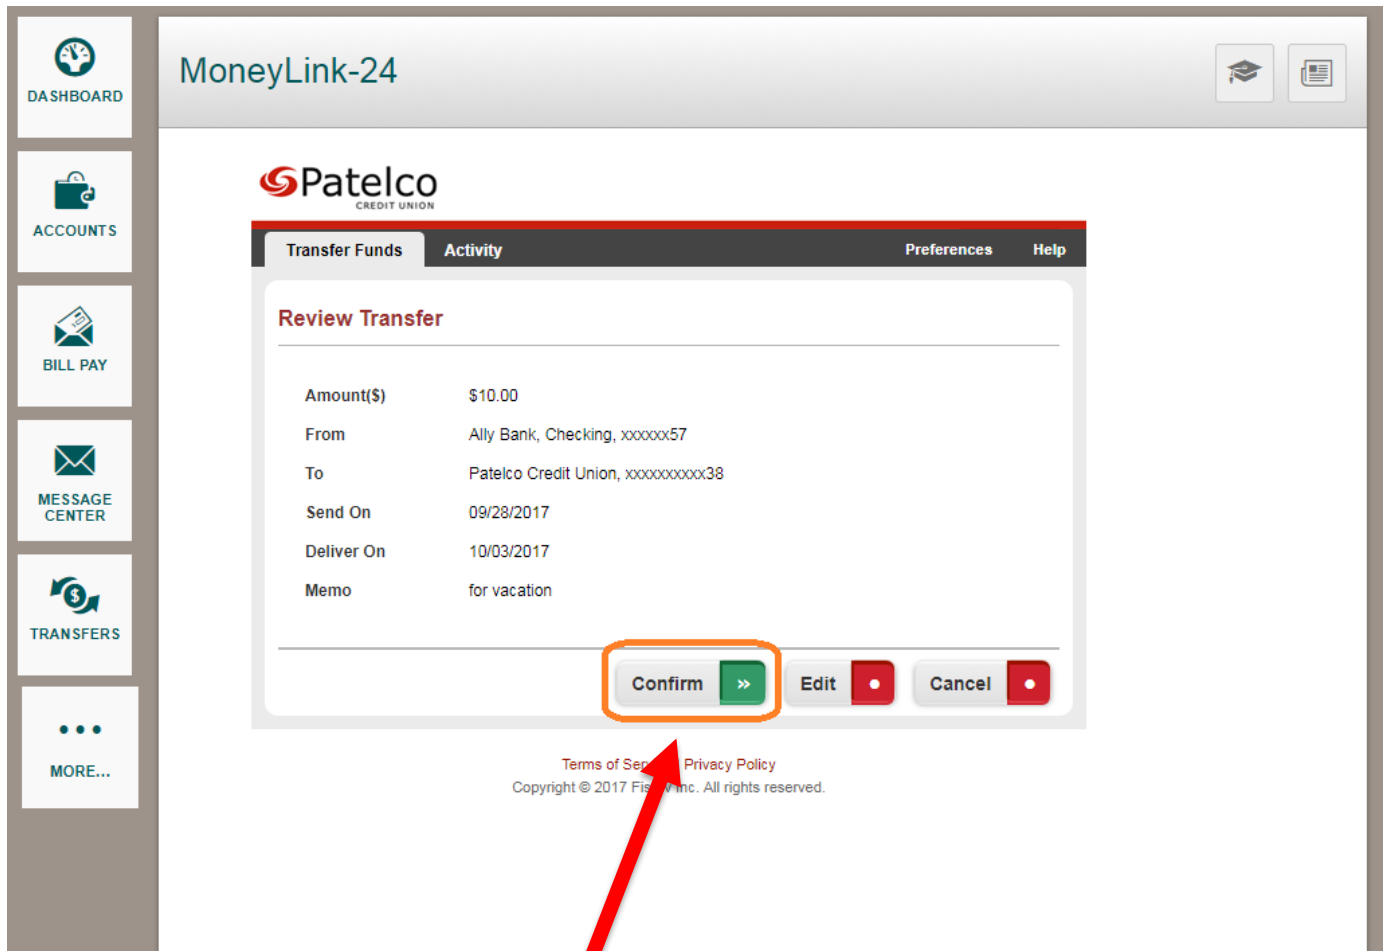 DASHBOARD
ACCOUNTS
BILL PAY
MESSAGE
CENTER
TRANSFERS
MORE...
MoneyLink-24
Patelco
CREDIT UNION
Transfer Funds Activity Preferences Help
Review Transfer
Amount($) $10.00
From Ally Bank, Checking, xxxxxx57
To Patelco Credit Union, xxxxxxxxxx38
Send On 09/28/2017
Deliver On 10/03/2017
Memo for vacation
Confirm » Edit Cancel
Terms of Privacy Policy
Copyright © 2017 Inc. All rights reserved.